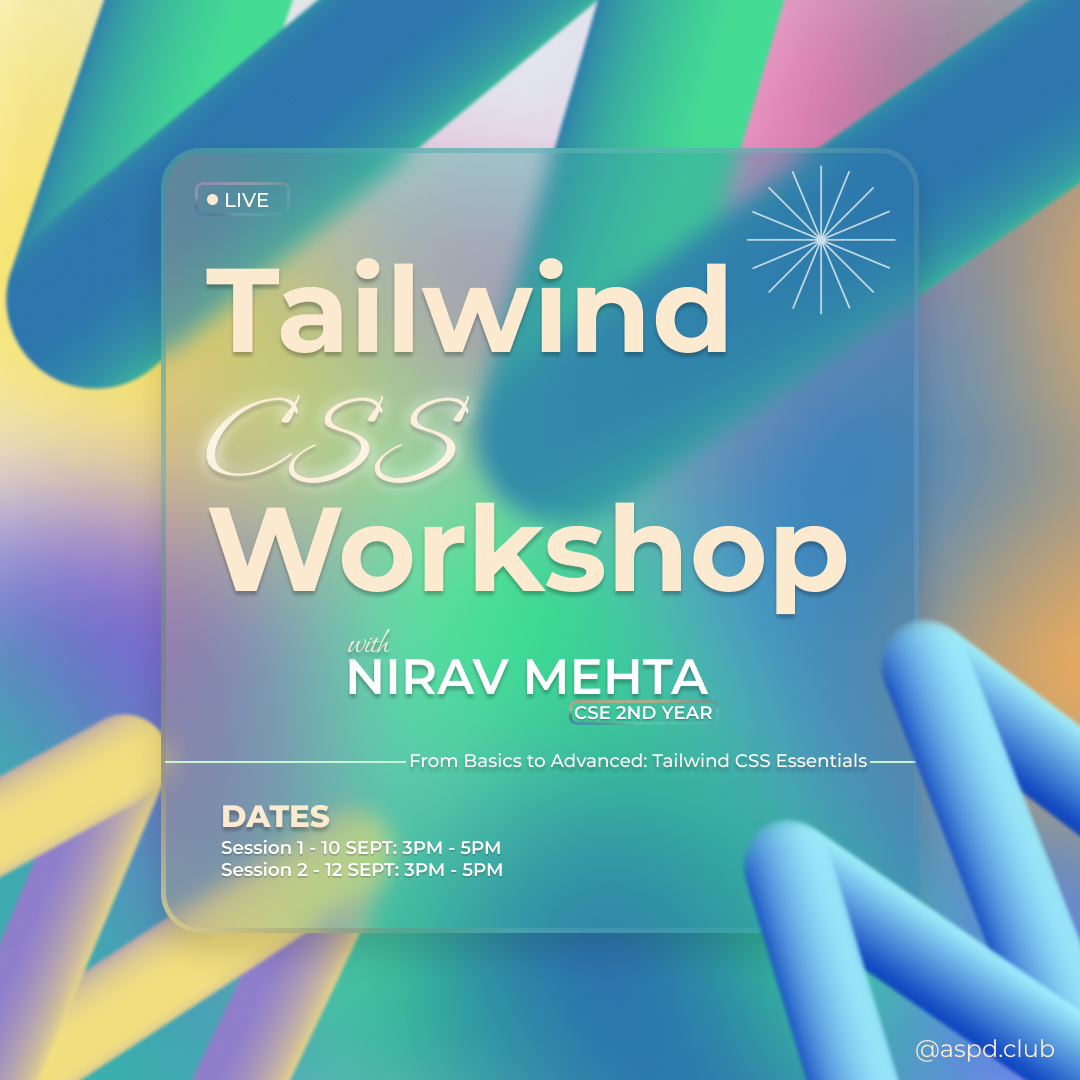 LIVE
Tailwind
CSS
Workshop
with
NIRAV MEHTA
CSE 2ND YEAR
From Basics to Advanced: Tailwind CSS Essentials
DATES
Session 1 - 10 SEPT: 3PM - 5PM
Session 2 - 12 SEPT: 3PM - 5PM
@aspd.club